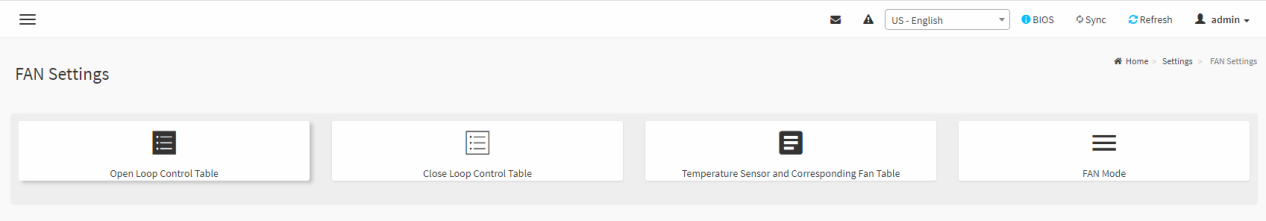 US - English BIOS Sync Refresh admin
Home > Settings > FAN Settings
FAN Settings
Open Loop Control Table
Close Loop Control Table
Temperature Sensor and Corresponding Fan Table
FAN Mode